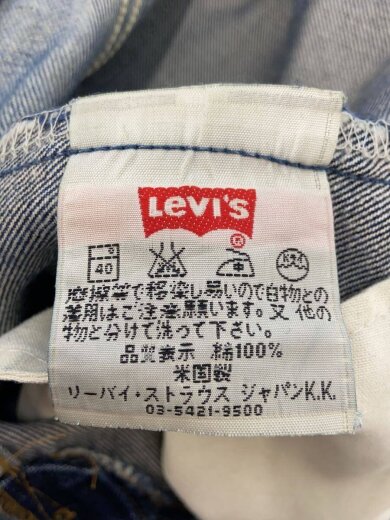 Levi's
®
40
摩擦等で移染し易いので白物との
着用はご注意願います。又 他の
物と分けて洗って下さい。
品質表示 綿100%
米国製
リーバイ・ストラウス ジャパンK.K.
03-5421-9500